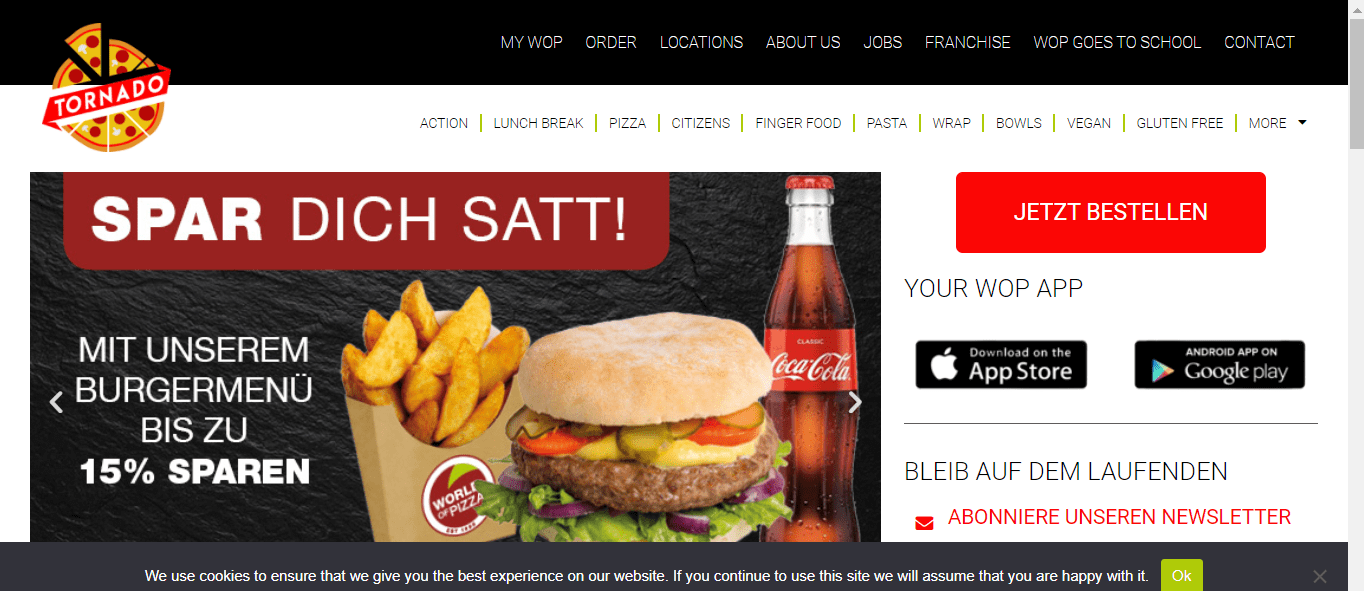 MY WOP ORDER LOCATIONS ABOUT US JOBS FRANCHISE WOP GOES TO SCHOOL CONTACT
TORNADO
ACTION LUNCH BREAK PIZZA CITIZENS FINGER FOOD PASTA WRAP BOWLS VEGAN GLUTEN FREE MORE
SPAR DICH SATT!
MIT UNSEREM
BURGERMENÜ
BIS ZU
15% SPAREN
CLASSIC
Coca-Cola
WORLD
OF PIZZA
JETZT BESTELLEN
YOUR WOP APP
Download on the
App Store
ANDROID APP ON
Google play
BLEIB AUF DEM LAUFENDEN
ABONNIERE UNSEREN NEWSLETTER
We use cookies to ensure that we give you the best experience on our website. If you continue to use this site we will assume that you are happy with it. Ok